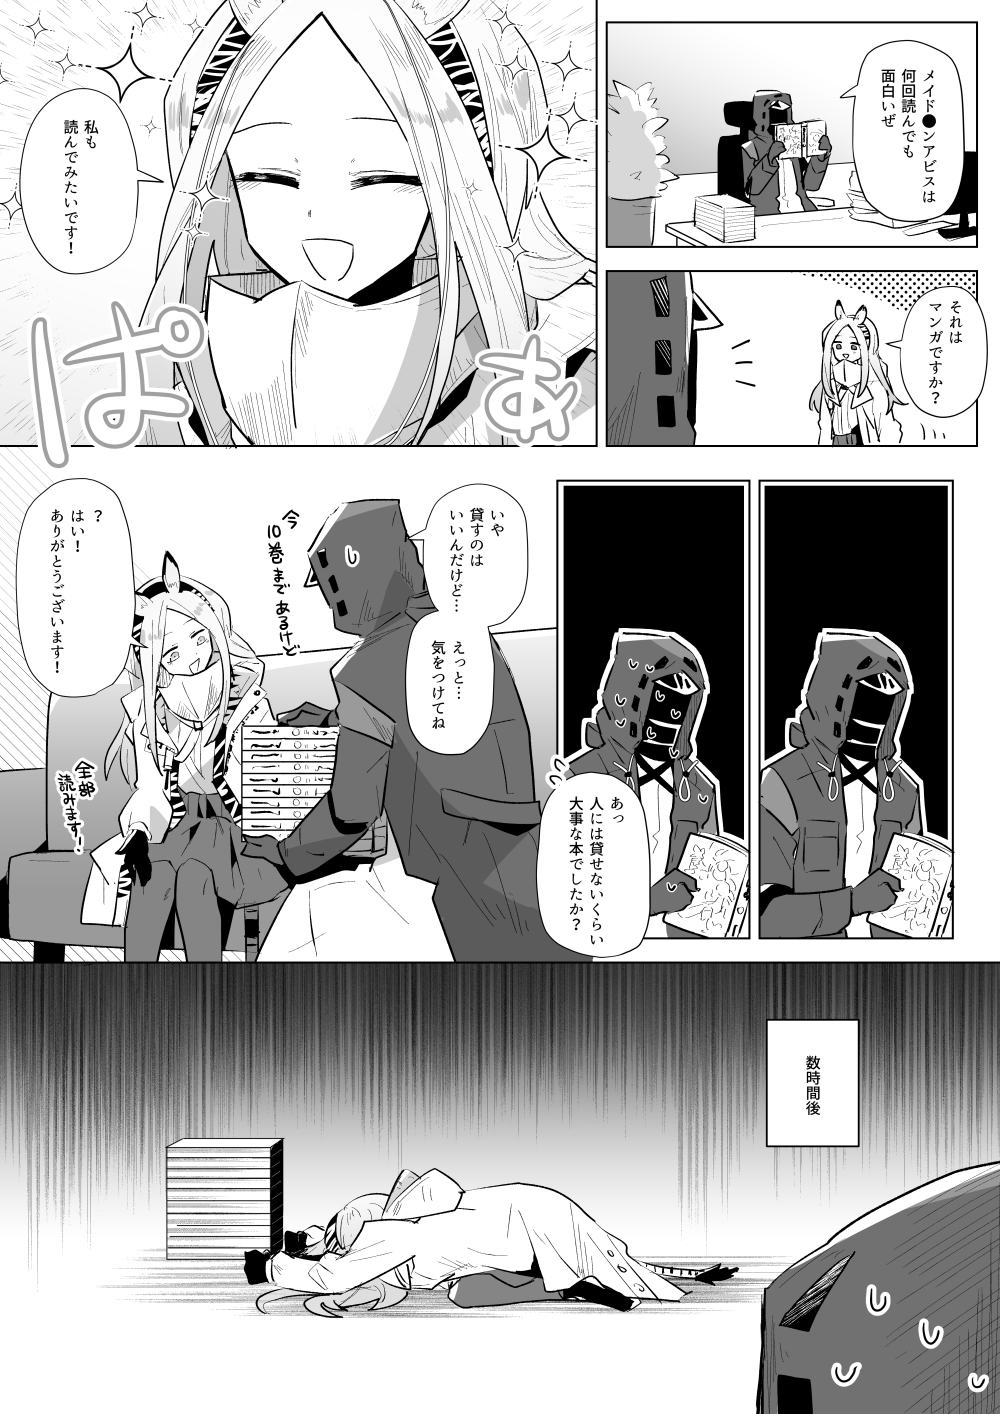 メイド●ンアビスは
何回読んでも
面白いぜ
それは
マンガですか？
私も
読んでみたいです！
ぱぁ
あっ
人には貸せないくらい
大事な本でしたか？
いや
貸すのは
いいんだけど…
えっと…
気をつけてね
今
10巻まであるけど
？
はい！
ありがとうございます！
全部
読みます！
数時間後